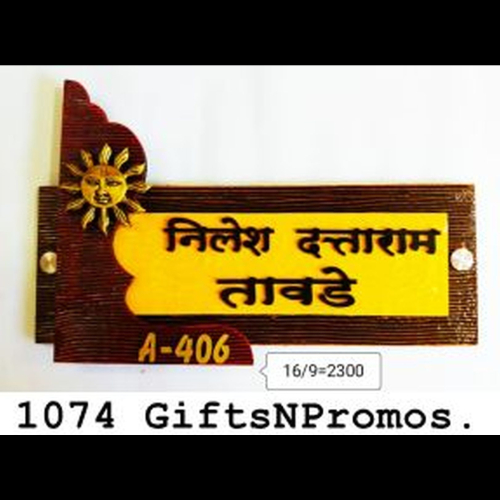 निलेश दत्ताराम
तावडे
A-406
16/9=2300
1074 GiftsNPromos.